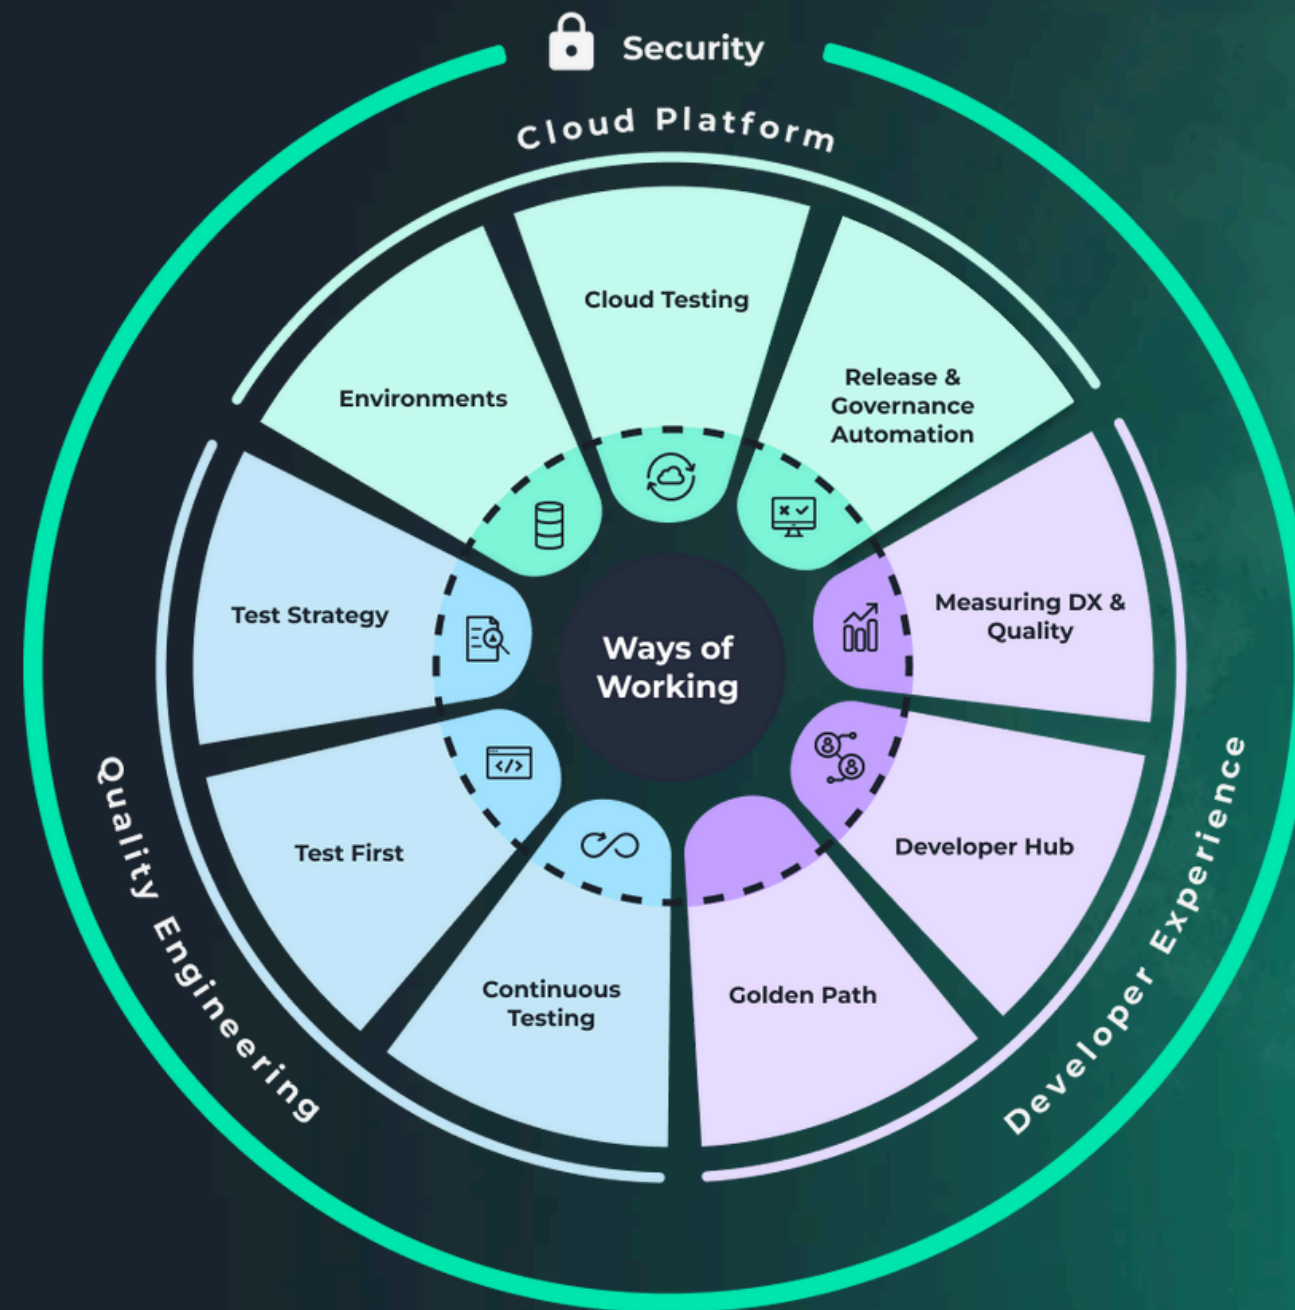 Security
Cloud Platform
Cloud Testing
Environments
Release &
Governance
Automation
Test Strategy
Measuring DX &
Quality
Ways of
Working
Test First
Developer Hub
Continuous
Testing
Golden Path
Quality Engineering
Developer Experience